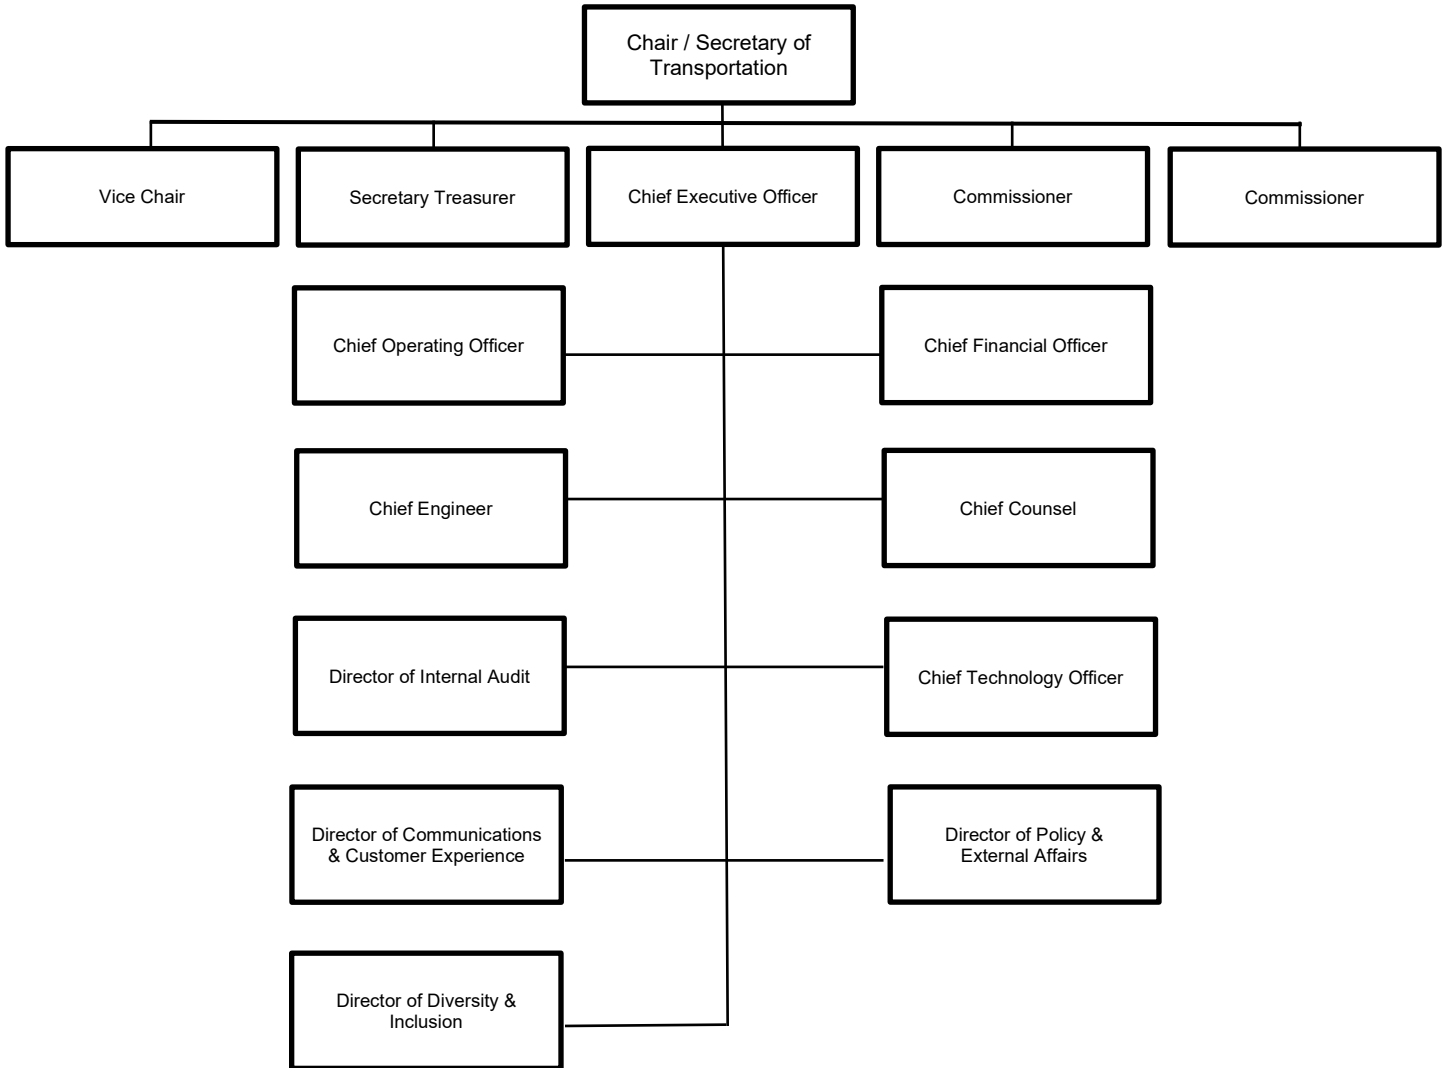 Chair / Secretary of
Transportation
Vice Chair
Secretary Treasurer
Chief Executive Officer
Commissioner
Commissioner
Chief Operating Officer
Chief Financial Officer
Chief Engineer
Chief Counsel
Director of Internal Audit
Chief Technology Officer
Director of Communications
& Customer Experience
Director of Policy &
External Affairs
Director of Diversity &
Inclusion